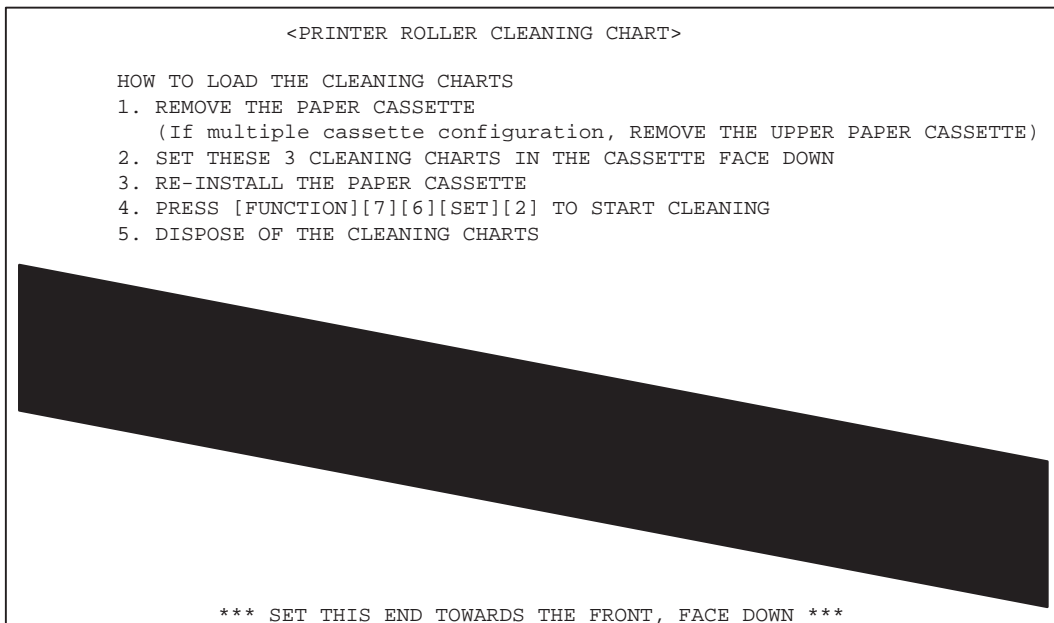 <PRINTER ROLLER CLEANING CHART>
HOW TO LOAD THE CLEANING CHARTS
1. REMOVE THE PAPER CASSETTE
(If multiple cassette configuration, REMOVE THE UPPER PAPER CASSETTE)
2. SET THESE 3 CLEANING CHARTS IN THE CASSETTE FACE DOWN
3. RE-INSTALL THE PAPER CASSETTE
4. PRESS [FUNCTION][7][6][SET][2] TO START CLEANING
5. DISPOSE OF THE CLEANING CHARTS
*** SET THIS END TOWARDS THE FRONT, FACE DOWN ***